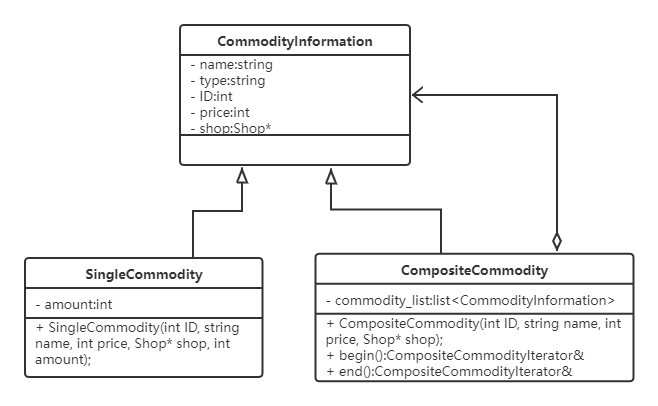 CommodityInformation
- name:string
- type:string
- ID:int
- price:int
- shop:Shop*
SingleCommodity
- amount:int
+ SingleCommodity(int ID, string
name, int price, Shop* shop, int
amount);
CompositeCommodity
- commodity_list:list<CommodityInformation>
+ CompositeCommodity(int ID, string name, int
price, Shop* shop);
+ begin():CompositeCommodityIterator&
+ end():CompositeCommodityIterator&